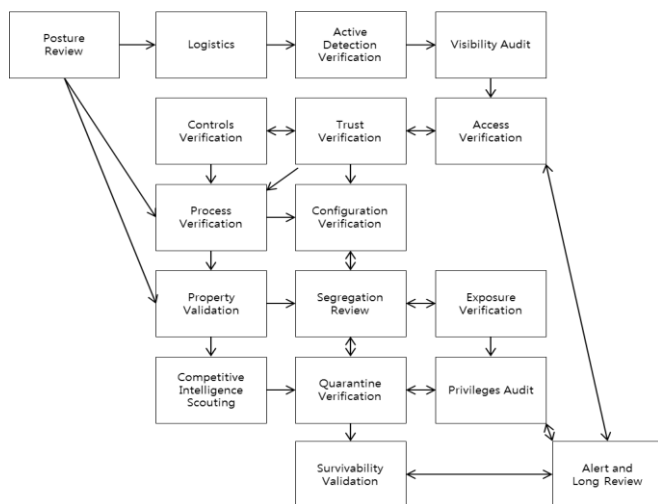 Posture
Review
Logistics
Active
Detection
Verification
Visibility Audit
Controls
Verification
Trust
Verification
Access
Verification
Process
Verification
Configuration
Verification
Property
Validation
Segregation
Review
Exposure
Verification
Competitive
Intelligence
Scouting
Quarantine
Verification
Privileges Audit
Survivability
Validation
Alert and
Long Review